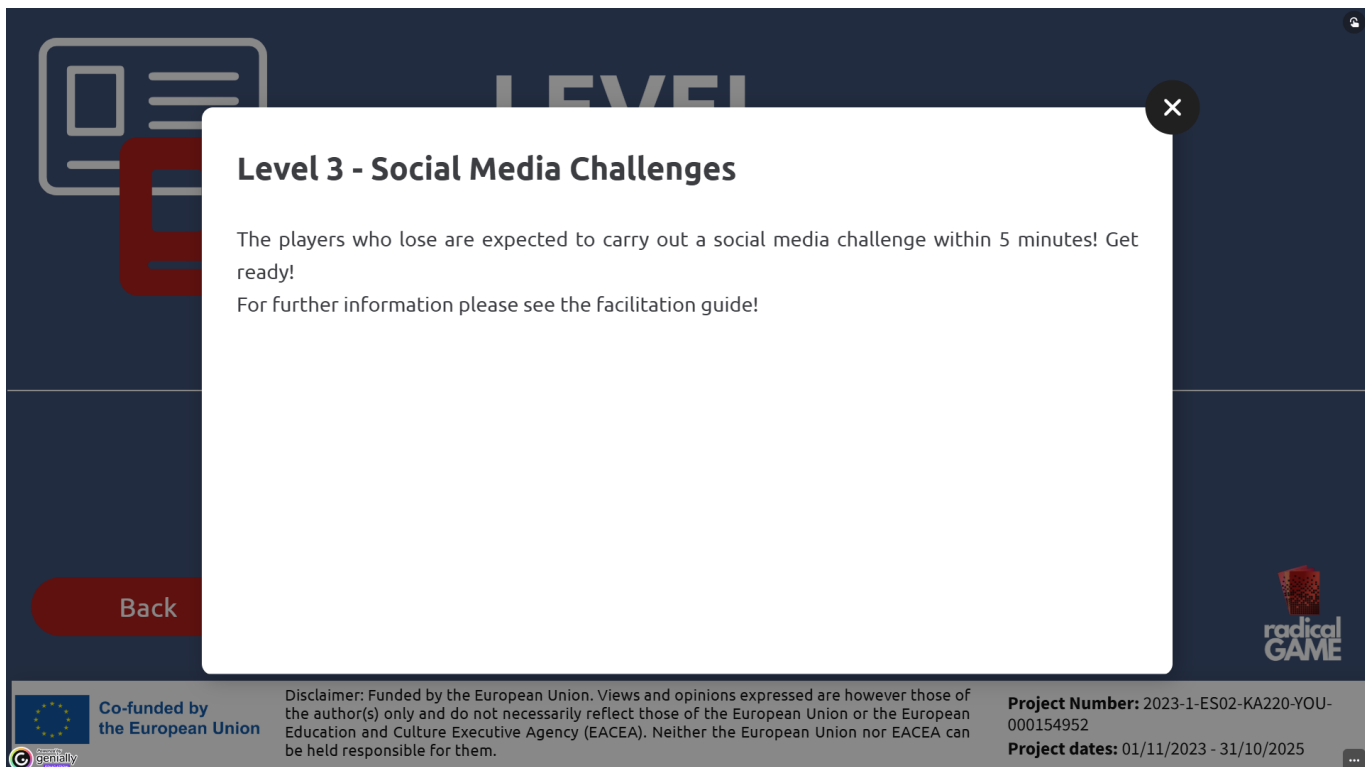 LEVEL
Level 3 - Social Media Challenges
The players who lose are expected to carry out a social media challenge within 5 minutes! Get
ready!
For further information please see the facilitation guide!
Back
radical
GAME
Co-funded by
the European Union
Disclaimer: Funded by the European Union. Views and opinions expressed are however those of
the author(s) only and do not necessarily reflect those of the European Union or the European
Education and Culture Executive Agency (EACEA). Neither the European Union nor EACEA can
be held responsible for them.
Project Number: 2023-1-ES02-KA220-YOU-
000154952
Project dates: 01/11/2023 - 31/10/2025
Powered by
genially